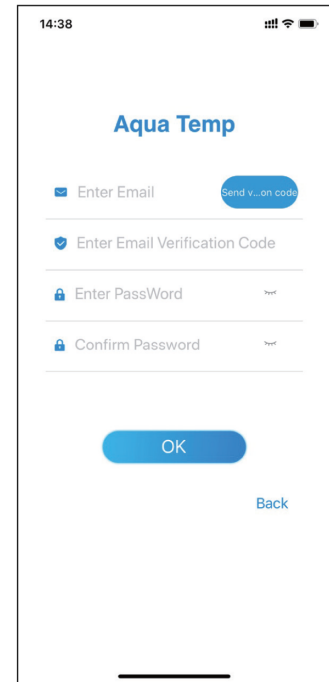 14:38
Aqua Temp
Enter Email
Send v...on code
Enter Email Verification Code
Enter PassWord
Confirm Password
OK
Back